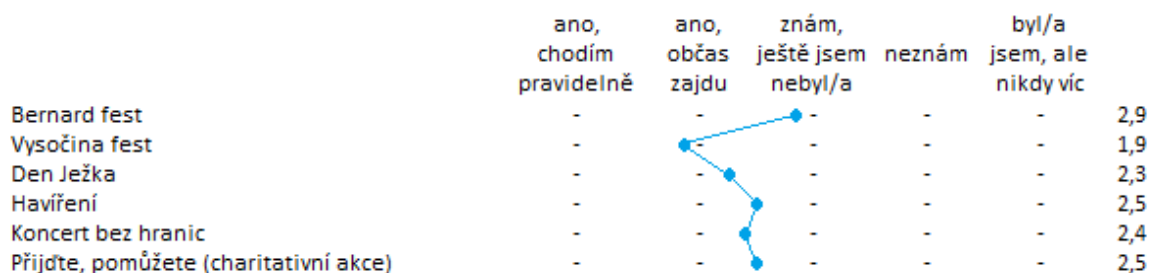 ano, ano, znám, byl/a
chodím občas ještě jsem neznám jsem, ale
pravidelně zajdu nebyl/a nikdy víc
Bernard fest - - - - - 2,9
Vysočina fest - - - - - 1,9
Den Ježka - - - - - 2,3
Havíření - - - - - 2,5
Koncert bez hranic - - - - - 2,4
Přijďte, pomůžete (charitativní akce) - - - - - 2,5